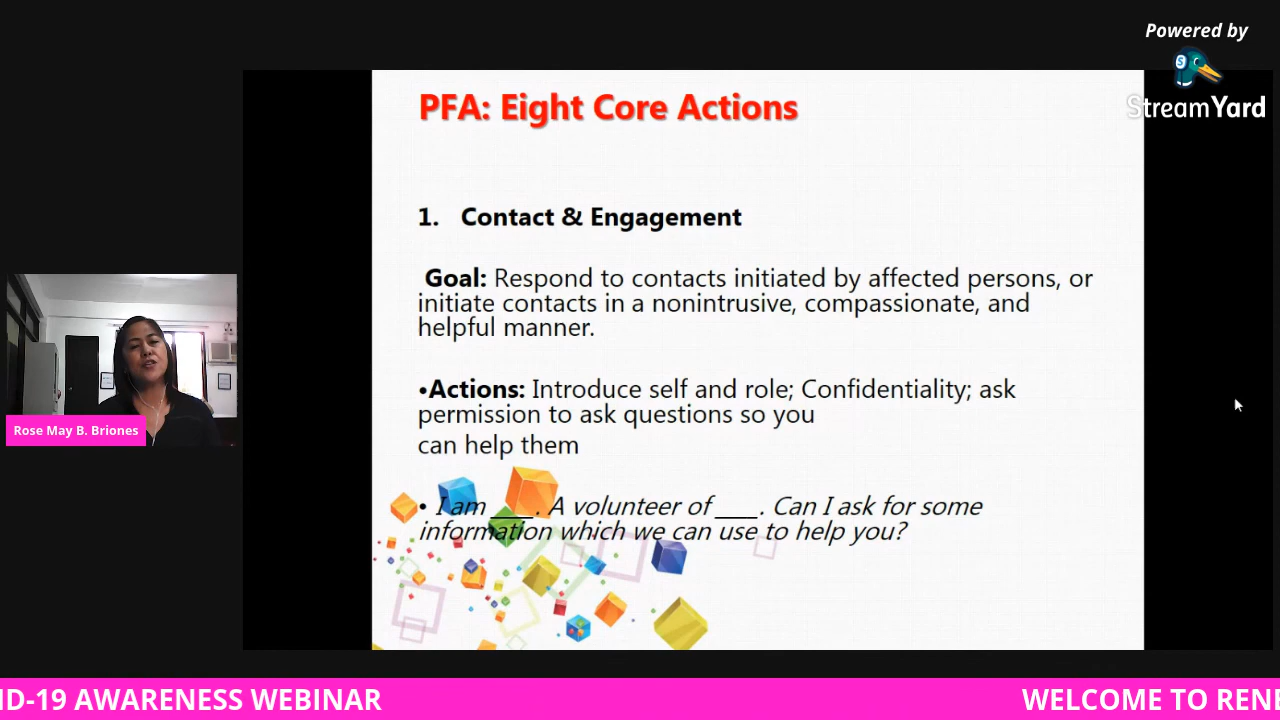 Powered by
StreamYard
PFA: Eight Core Actions
1. Contact & Engagement
Goal: Respond to contacts initiated by affected persons, or
initiate contacts in a nonintrusive, compassionate, and
helpful manner.
•Actions: Introduce self and role; Confidentiality; ask
permission to ask questions so you
can help them
• I am ___. A volunteer of ___. Can I ask for some
information which we can use to help you?
Rose May B. Briones
ID-19 AWARENESS WEBINAR
WELCOME TO RENE